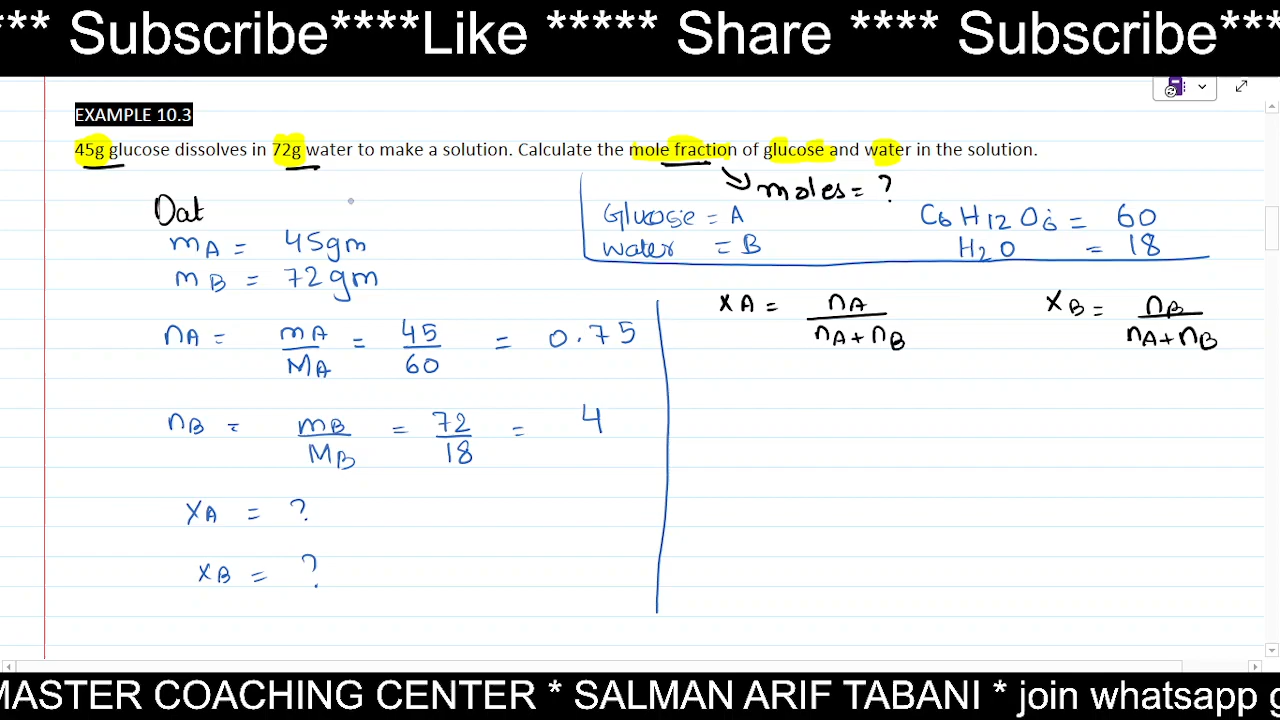 *** Subscribe****Like ***** Share **** Subscribe***
EXAMPLE 10.3
45g glucose dissolves in 72g water to make a solution. Calculate the mole fraction of glucose and water in the solution.
moles = ?
Dat
Glucose = A
C6 H12 O6 = 60
water = B
H2O = 18
mA = 45gm
mB = 72gm
nA = mA/MA = 45/60 = 0.75
nB = mB/MB = 72/18 = 4
XA = ?
XB = ?
XA = nA/nA+nB
XB = nB/nA+nB
MASTER COACHING CENTER * SALMAN ARIF TABANI * join whatsapp g